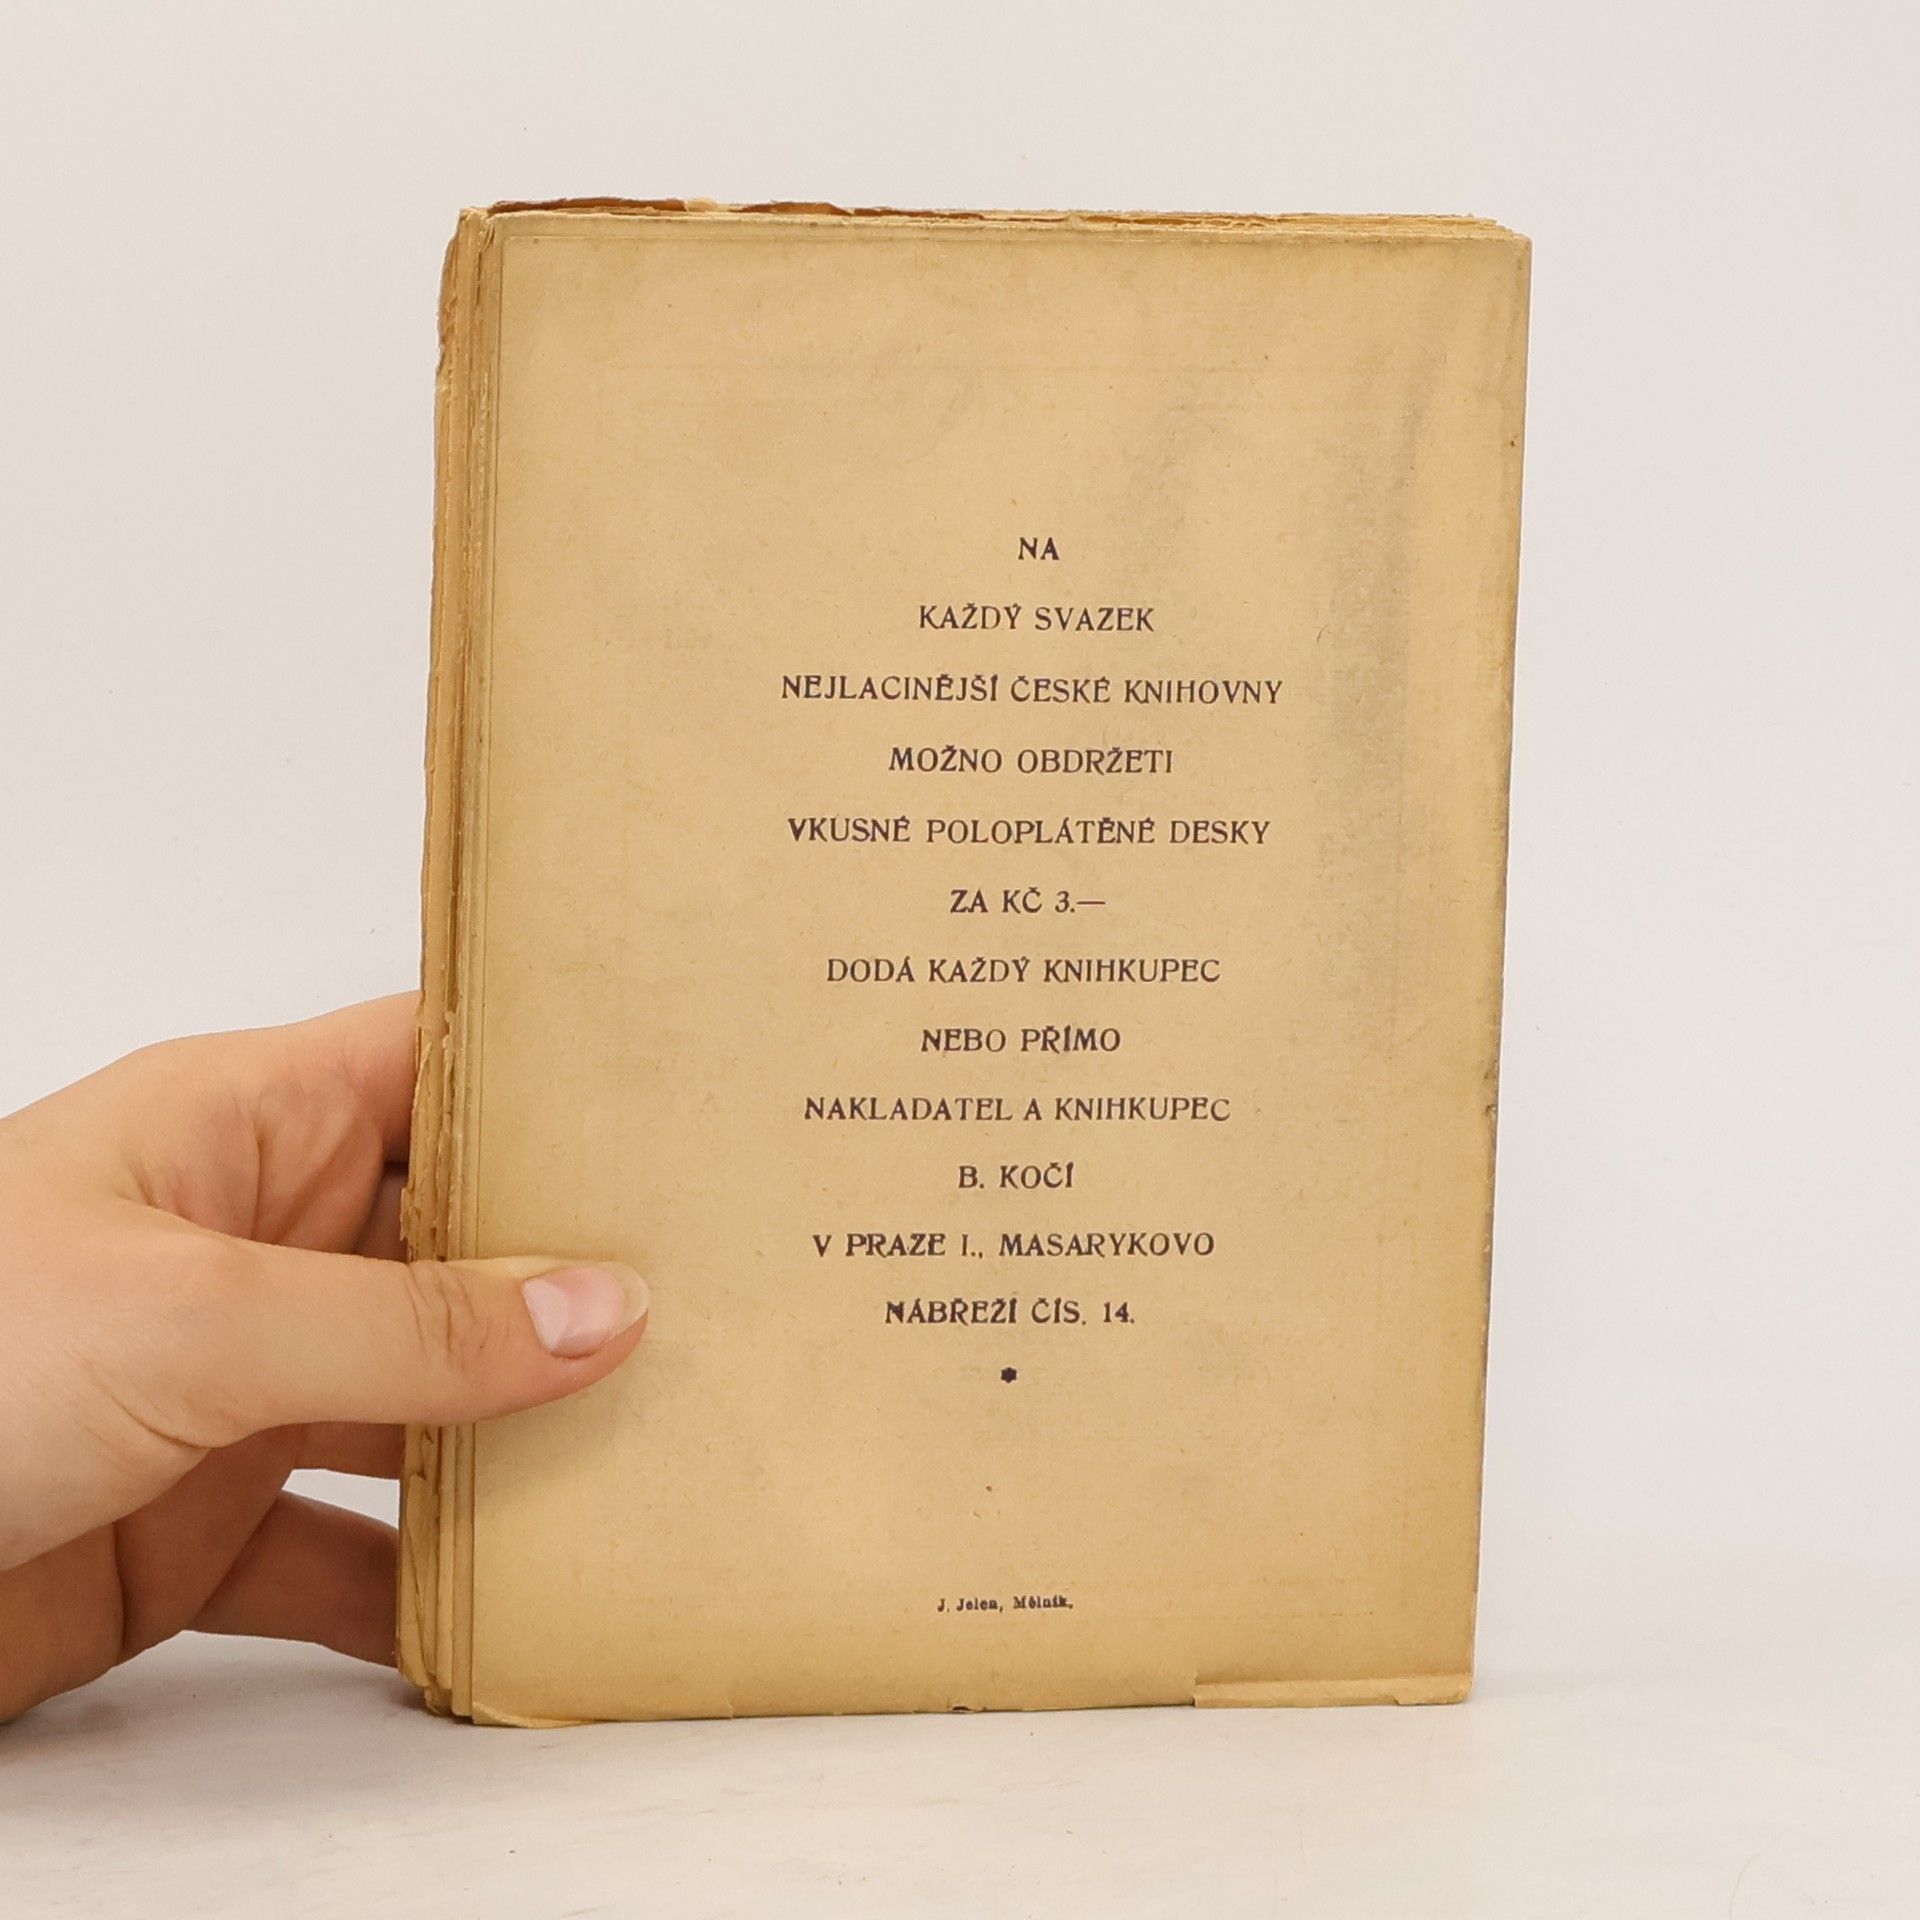 NA
KAŽDÝ SVAZEK
NEJLACINĚJŠÍ ČESKÉ KNIHOVNY
MOŽNO OBDRŽETI
VKUSNÉ POLOPLÁTĚNÉ DESKY
ZA KČ 3.—
DODÁ KAŽDÝ KNIHKUPEC
NEBO PŘÍMO
NAKLADATEL A KNIHKUPEC
B. KOČÍ
V PRAZE I., MASARYKOVO
NÁBŘEŽÍ ČÍS. 14.
J. Jelen, Mělník.